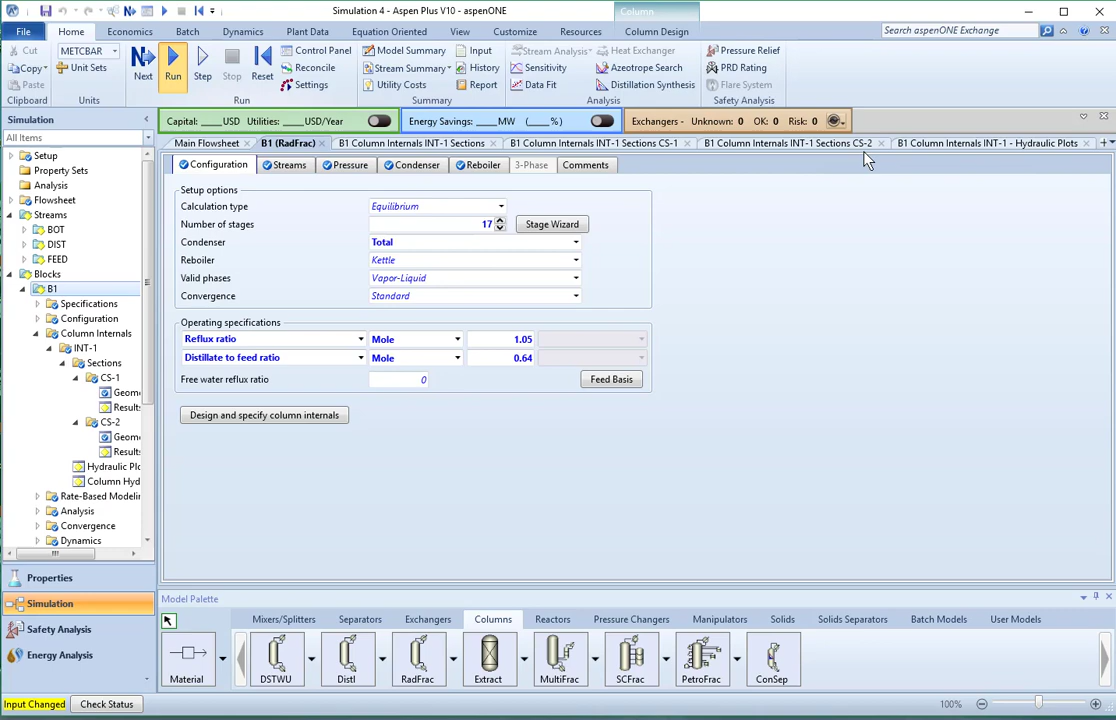 Simulation 4 - Aspen Plus V10 - aspenONE
Column
File Home Economics Batch Dynamics Plant Data Equation Oriented View Customize Resources Column Design Search aspenONE Exchange
Cut METCBAR Control Panel Model Summary Input Stream Analysis Heat Exchanger Pressure Relief
Copy Unit Sets Next Run Step Stop Reset Reconcile Stream Summary History Sensitivity Azeotrope Search PRD Rating
Paste Settings Utility Costs Report Data Fit Distillation Synthesis Flare System
Clipboard Units Run Summary Analysis Safety Analysis
Simulation
Capital: ____USD Utilities: ____USD/Year Energy Savings: ____MW (____%) Exchangers - Unknown: 0 OK: 0 Risk: 0
All Items
Main Flowsheet B1 (RadFrac) B1 Column Internals INT-1 Sections B1 Column Internals INT-1 Sections CS-1 B1 Column Internals INT-1 Sections CS-2 B1 Column Internals INT-1 - Hydraulic Plots
Setup
Property Sets
Analysis
Flowsheet
Streams
BOT
DIST
FEED
Blocks
B1
Specifications
Configuration
Column Internals
INT-1
Sections
CS-1
Geome
Results
CS-2
Geome
Results
Hydraulic Plo
Column Hyd
Rate-Based Modelin
Analysis
Convergence
Dynamics
Properties
Simulation
Safety Analysis
Energy Analysis
Configuration Streams Pressure Condenser Reboiler 3-Phase Comments
Setup options
Calculation type Equilibrium
Number of stages 17 Stage Wizard
Condenser Total
Reboiler Kettle
Valid phases Vapor-Liquid
Convergence Standard
Operating specifications
Reflux ratio Mole 1.05
Distillate to feed ratio Mole 0.64
Free water reflux ratio 0 Feed Basis
Design and specify column internals
Model Palette
Mixers/Splitters Separators Exchangers Columns Reactors Pressure Changers Manipulators Solids Solids Separators Batch Models User Models
Material DSTWU Distl RadFrac Extract MultiFrac SCFrac PetroFrac ConSep
Input Changed Check Status 100%